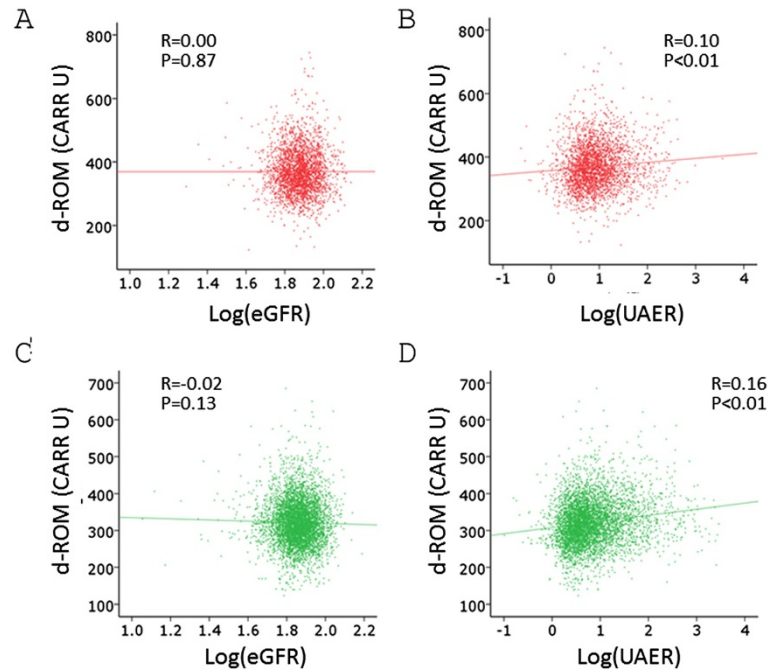 A
R=0.00
P=0.87
d-ROM (CARR U)
800
600
400
200
1.0 1.2 1.4 1.6 1.8 2.0 2.2
Log(eGFR)
B
R=0.10
P<0.01
d-ROM (CARR U)
800
600
400
200
-1 0 1 2 3 4
Log(UAER)
C
R=-0.02
P=0.13
d-ROM (CARR U)
700
600
500
400
300
200
100
1.0 1.2 1.4 1.6 1.8 2.0 2.2
Log(eGFR)
D
R=0.16
P<0.01
d-ROM (CARR U)
700
600
500
400
300
200
100
-1 0 1 2 3 4
Log(UAER)